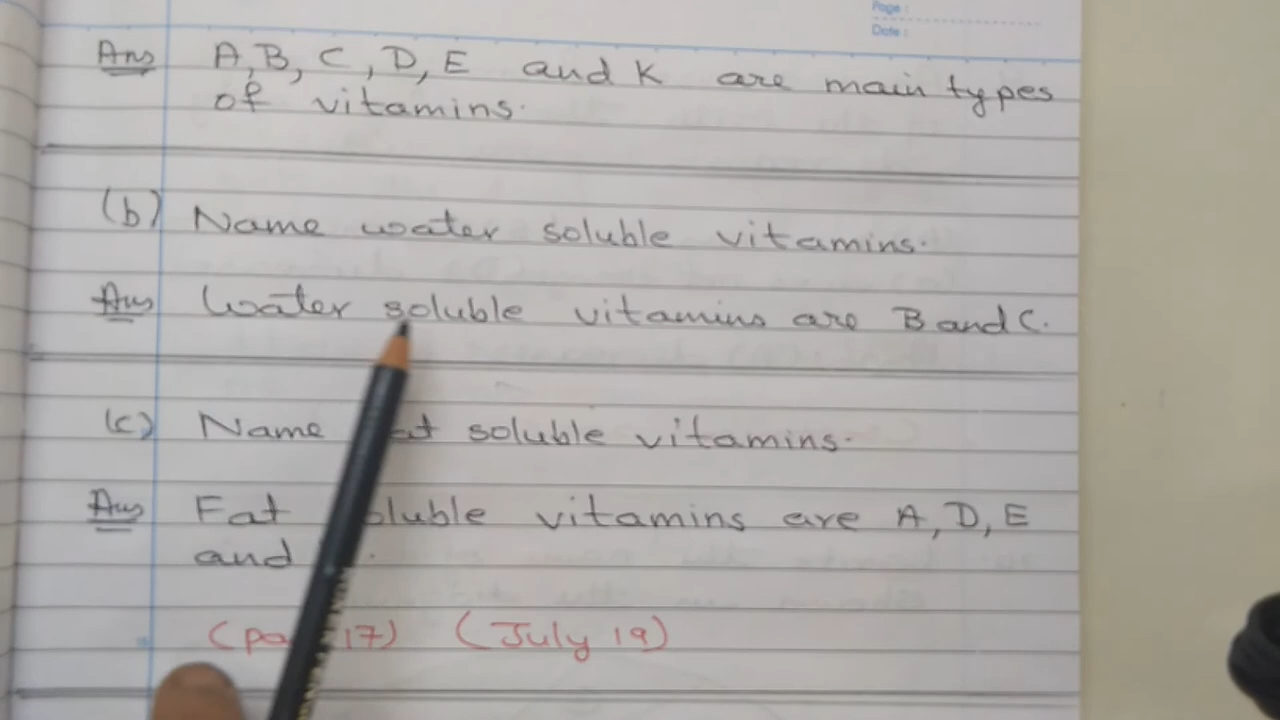 Page :
Date :
Ans A, B, C, D, E and K are main types
of vitamins.
(b) Name water soluble vitamins.
Ans Water soluble vitamins are B and C.
(c) Name soluble vitamins.
Ans Fat vitamins are A, D, E
and
17) (July 19)